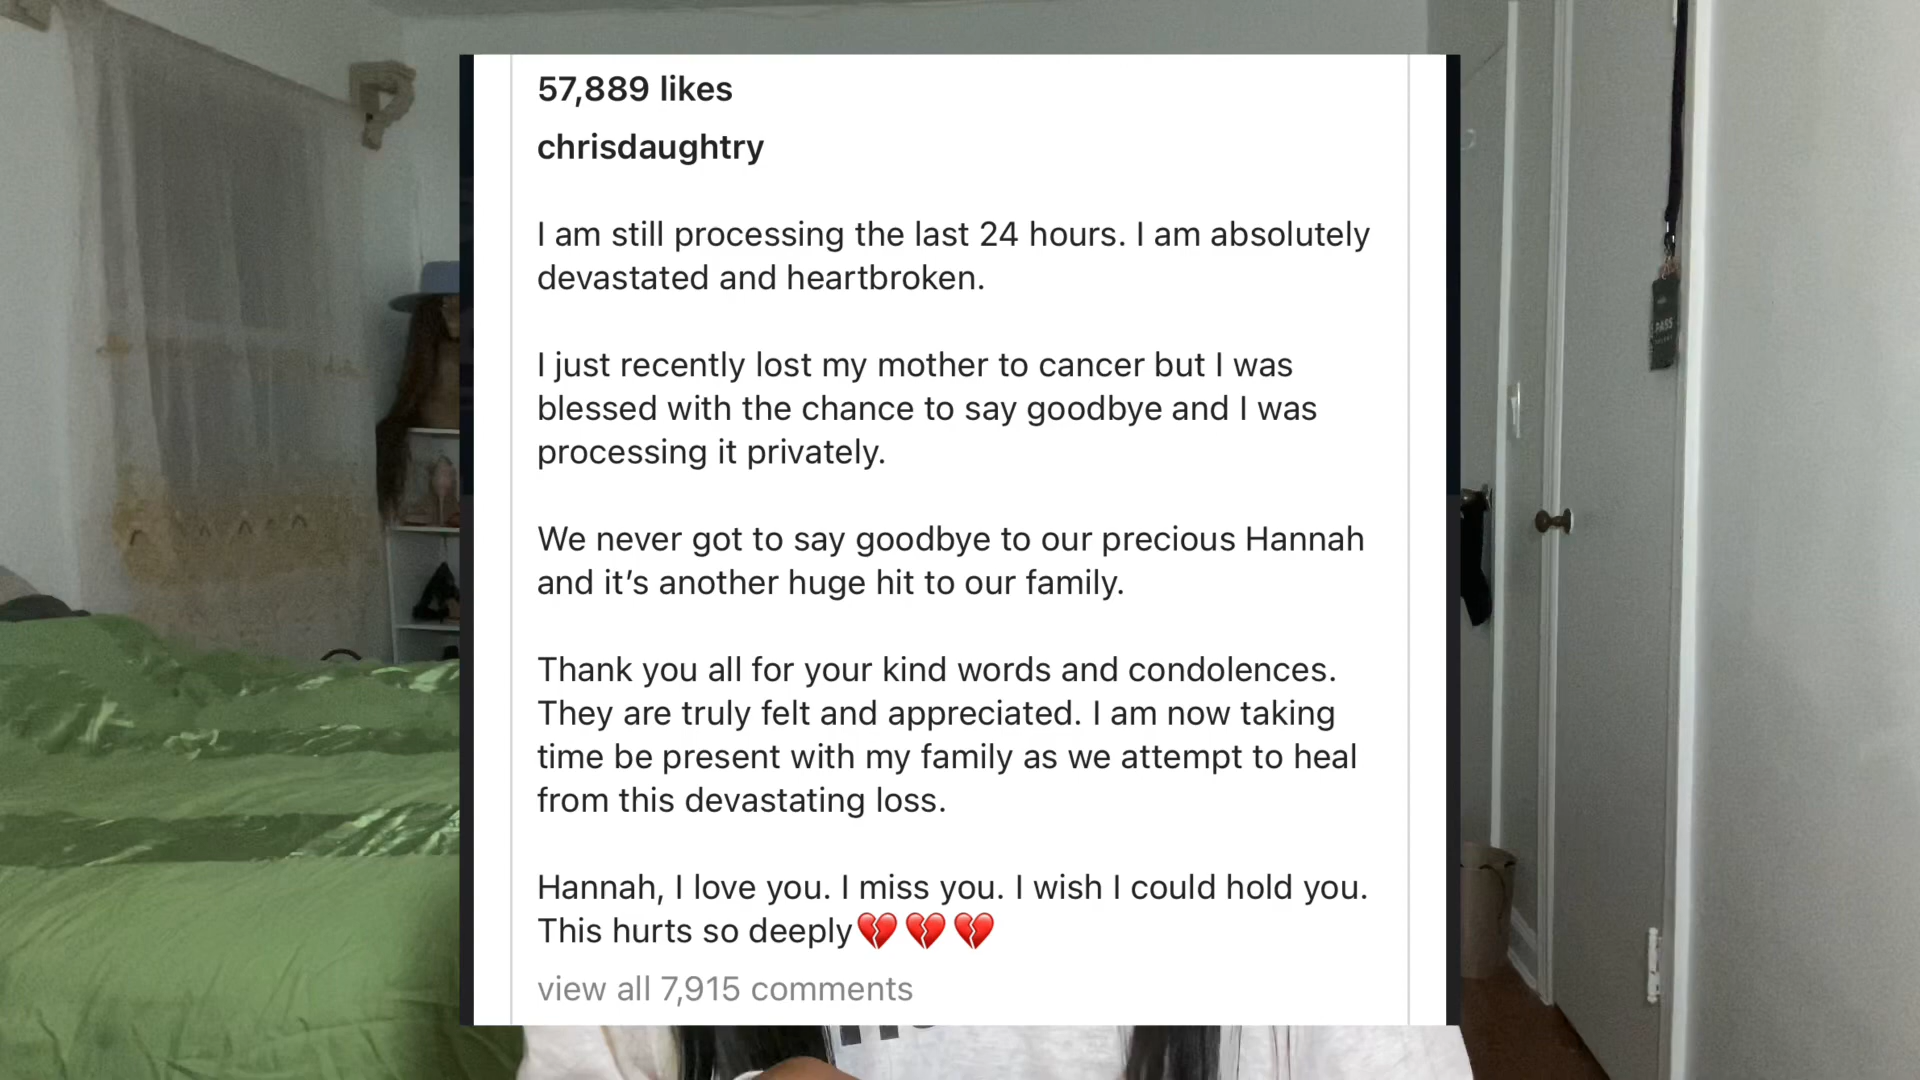 57,889 likes
chrisdaughtry
I am still processing the last 24 hours. I am absolutely
devastated and heartbroken.
I just recently lost my mother to cancer but I was
blessed with the chance to say goodbye and I was
processing it privately.
We never got to say goodbye to our precious Hannah
and it’s another huge hit to our family.
Thank you all for your kind words and condolences.
They are truly felt and appreciated. I am now taking
time be present with my family as we attempt to heal
from this devastating loss.
Hannah, I love you. I miss you. I wish I could hold you.
This hurts so deeply💔💔💔
view all 7,915 comments
PASS